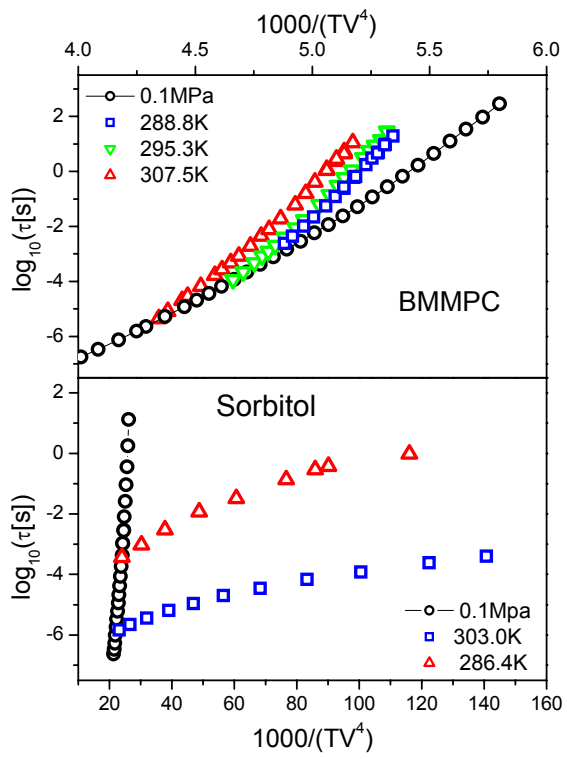 1000/(TV⁴)
4.0 4.5 5.0 5.5 6.0
0.1MPa
288.8K
295.3K
307.5K
2
0
-2
-4
-6
log₁₀(τ[s])
BMMPC
Sorbitol
2
0
-2
-4
-6
log₁₀(τ[s])
0.1Mpa
303.0K
286.4K
20 40 60 80 100 120 140 160
1000/(TV⁴)